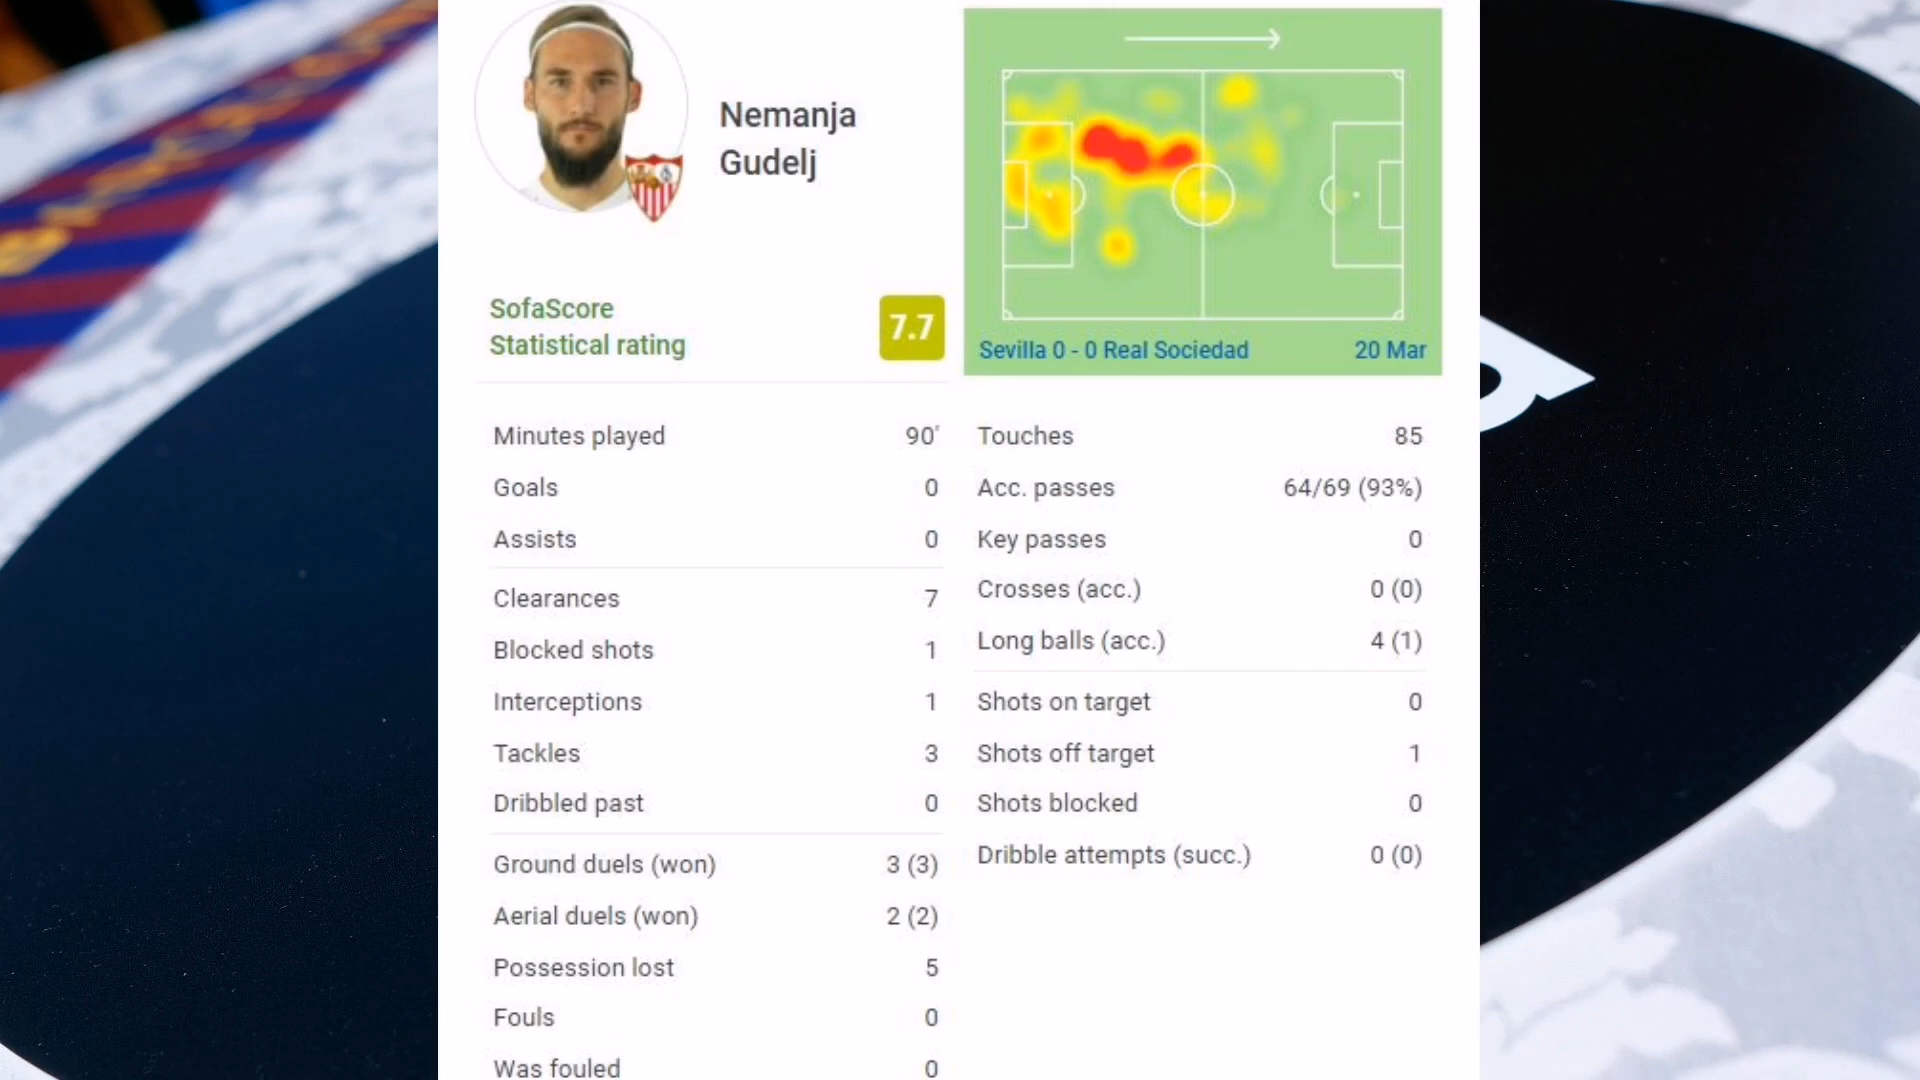 Nemanja
Gudelj
SofaScore
Statistical rating
7.7
Sevilla 0 - 0 Real Sociedad
20 Mar
Minutes played 90'
Goals 0
Assists 0
Clearances 7
Blocked shots 1
Interceptions 1
Tackles 3
Dribbled past 0
Ground duels (won) 3 (3)
Aerial duels (won) 2 (2)
Possession lost 5
Fouls 0
Was fouled 0
Touches 85
Acc. passes 64/69 (93%)
Key passes 0
Crosses (acc.) 0 (0)
Long balls (acc.) 4 (1)
Shots on target 0
Shots off target 1
Shots blocked 0
Dribble attempts (succ.) 0 (0)